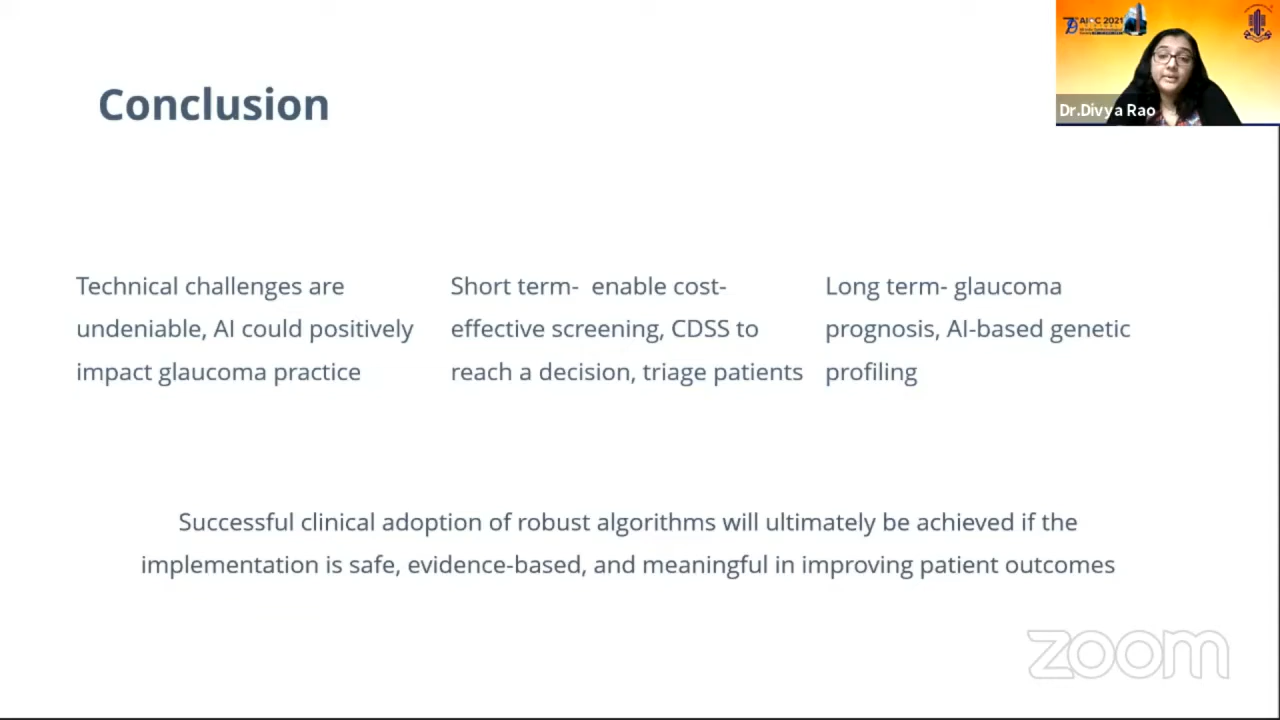 AIOC 2021
Dr.Divya Rao
Conclusion
Technical challenges are
undeniable, AI could positively
impact glaucoma practice
Short term-  enable cost-
effective screening, CDSS to
reach a decision, triage patients
Long term- glaucoma
prognosis, AI-based genetic
profiling
Successful clinical adoption of robust algorithms will ultimately be achieved if the
implementation is safe, evidence-based, and meaningful in improving patient outcomes
zoom